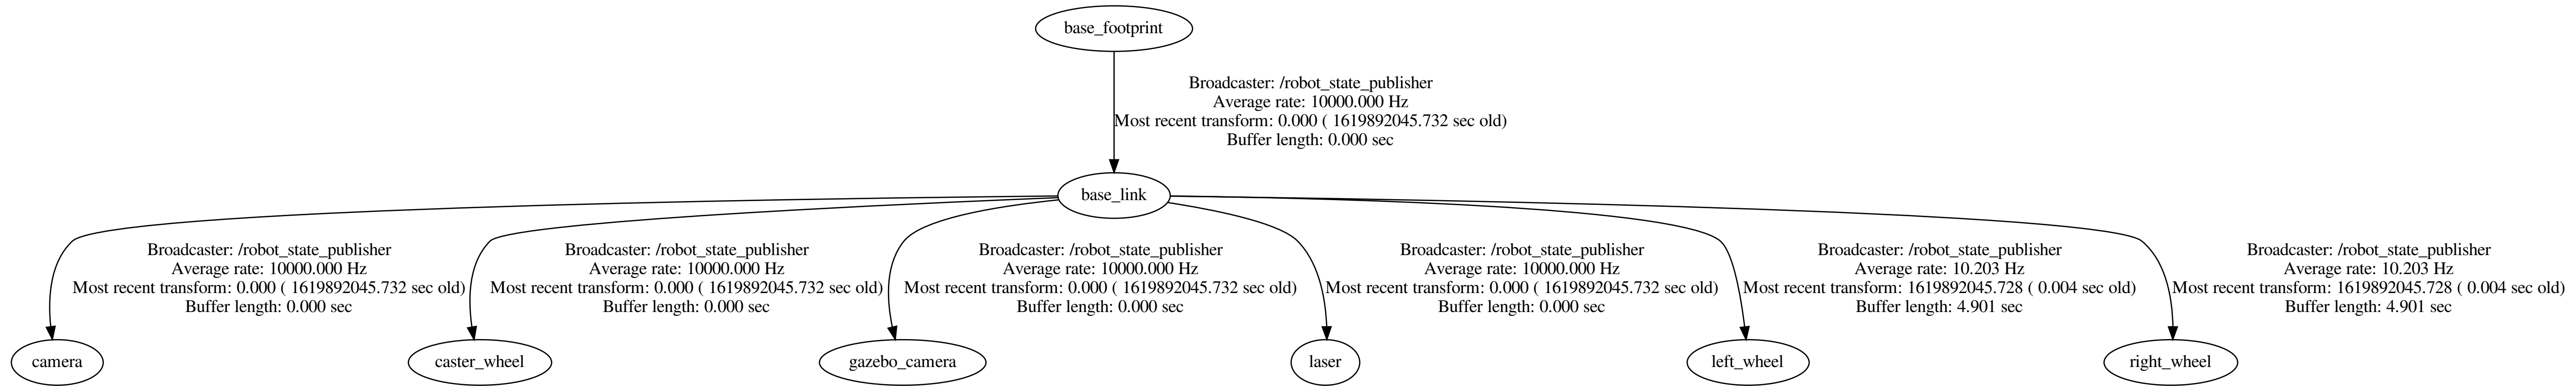 base_footprint
Broadcaster: /robot_state_publisher
Average rate: 10000.000 Hz
Most recent transform: 0.000 ( 1619892045.732 sec old)
Buffer length: 0.000 sec
base_link
Broadcaster: /robot_state_publisher
Average rate: 10000.000 Hz
Most recent transform: 0.000 ( 1619892045.732 sec old)
Buffer length: 0.000 sec
Broadcaster: /robot_state_publisher
Average rate: 10000.000 Hz
Most recent transform: 0.000 ( 1619892045.732 sec old)
Buffer length: 0.000 sec
Broadcaster: /robot_state_publisher
Average rate: 10000.000 Hz
Most recent transform: 0.000 ( 1619892045.732 sec old)
Buffer length: 0.000 sec
Broadcaster: /robot_state_publisher
Average rate: 10000.000 Hz
Most recent transform: 0.000 ( 1619892045.732 sec old)
Buffer length: 0.000 sec
Broadcaster: /robot_state_publisher
Average rate: 10.203 Hz
Most recent transform: 1619892045.728 ( 0.004 sec old)
Buffer length: 4.901 sec
Broadcaster: /robot_state_publisher
Average rate: 10.203 Hz
Most recent transform: 1619892045.728 ( 0.004 sec old)
Buffer length: 4.901 sec
camera
caster_wheel
gazebo_camera
laser
left_wheel
right_wheel